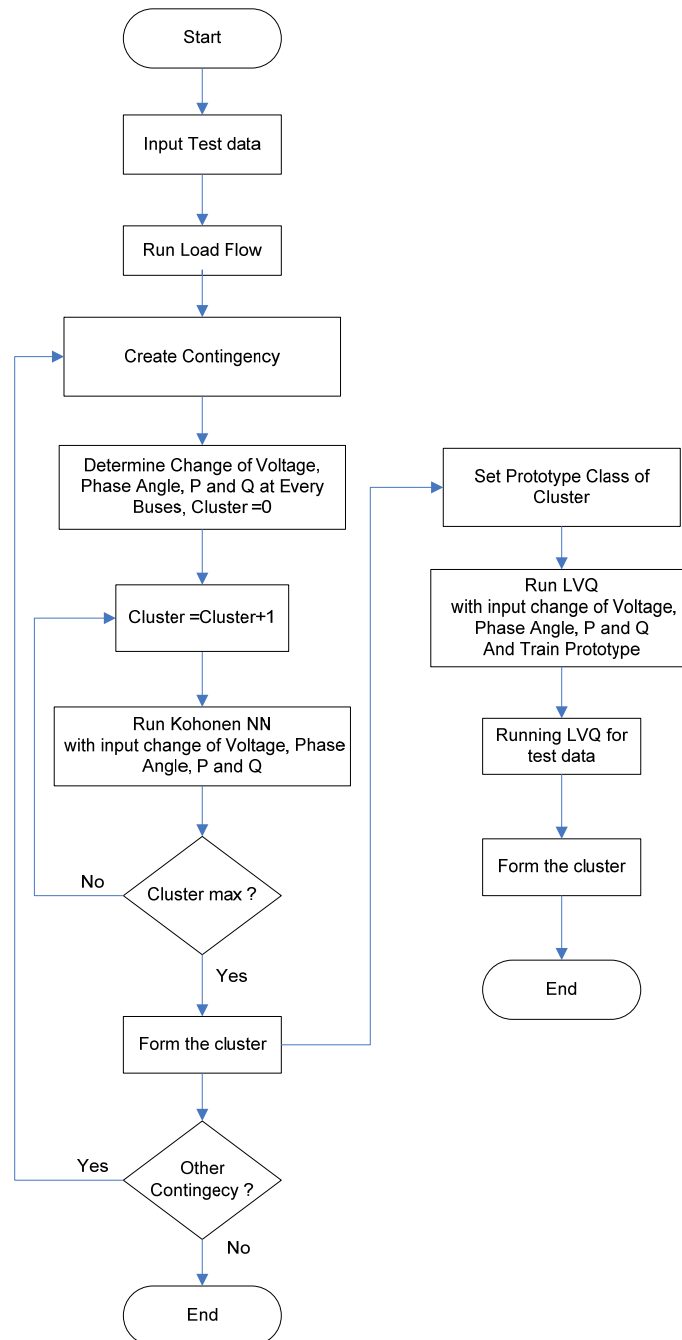 Start
Input Test data
Run Load Flow
Create Contingency
Determine Change of Voltage,
Phase Angle, P and Q at Every
Buses, Cluster =0
Cluster =Cluster+1
Run Kohonen NN
with input change of Voltage, Phase
Angle, P and Q
No
Cluster max ?
Yes
Form the cluster
Yes
Other
Contingecy ?
No
End
Set Prototype Class of
Cluster
Run LVQ
with input change of Voltage,
Phase Angle, P and Q
And Train Prototype
Running LVQ for
test data
Form the cluster
End